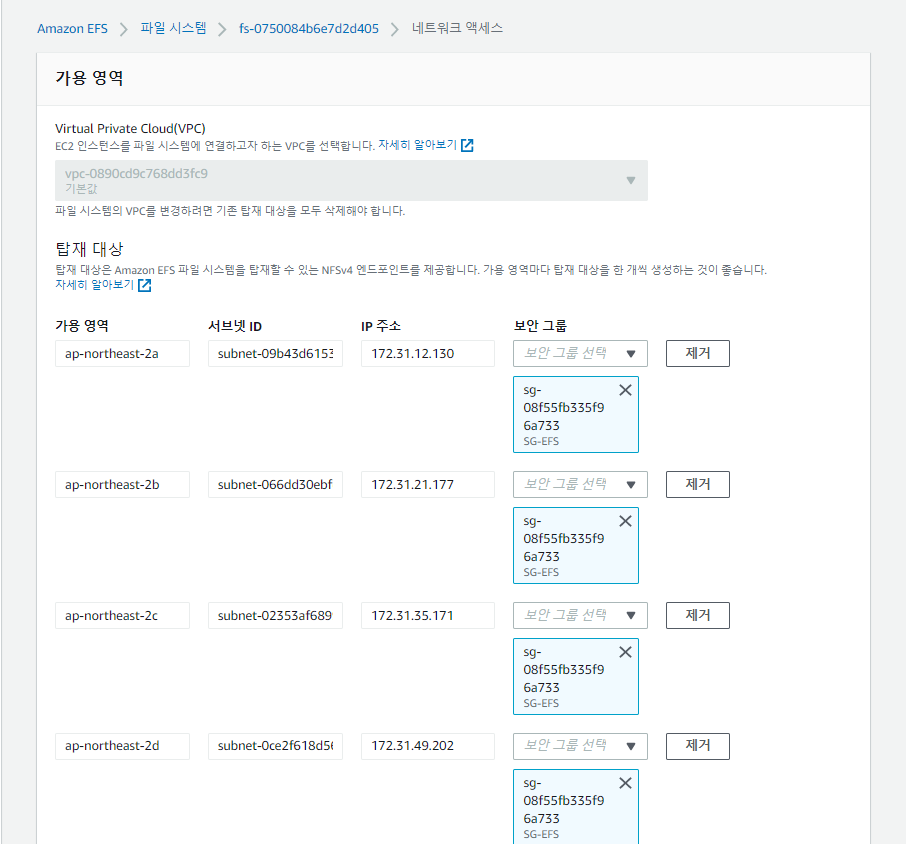 Amazon EFS > 파일 시스템 > fs-0750084b6e7d2d405 > 네트워크 액세스
가용 영역
Virtual Private Cloud(VPC)
EC2 인스턴스를 파일 시스템에 연결하고자 하는 VPC를 선택합니다. 자세히 알아보기
vpc-0890cd9c768dd3fc9
기본값
파일 시스템의 VPC를 변경하려면 기존 탑재 대상을 모두 삭제해야 합니다.
탑재 대상
탑재 대상은 Amazon EFS 파일 시스템을 탑재할 수 있는 NFSv4 엔드포인트를 제공합니다. 가용 영역마다 탑재 대상을 한 개씩 생성하는 것이 좋습니다.
자세히 알아보기
가용 영역 서브넷 ID IP 주소 보안 그룹
ap-northeast-2a subnet-09b43d6153 172.31.12.130 보안 그룹 선택 제거
sg-
08f55fb335f9
6a733
SG-EFS
ap-northeast-2b subnet-066dd30ebf 172.31.21.177 보안 그룹 선택 제거
sg-
08f55fb335f9
6a733
SG-EFS
ap-northeast-2c subnet-02353af689 172.31.35.171 보안 그룹 선택 제거
sg-
08f55fb335f9
6a733
SG-EFS
ap-northeast-2d subnet-0ce2f618d56 172.31.49.202 보안 그룹 선택 제거
sg-
08f55fb335f9
6a733
SG-EFS